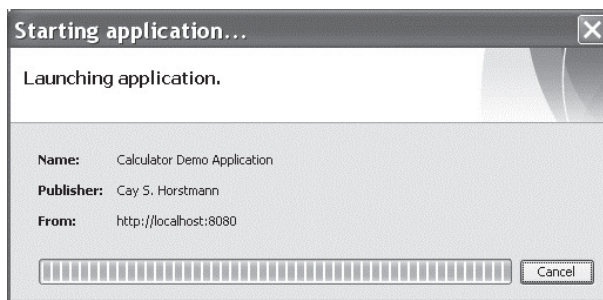 Starting application...
Launching application.
Name: Calculator Demo Application
Publisher: Cay S. Horstmann
From: http://localhost:8080
Cancel